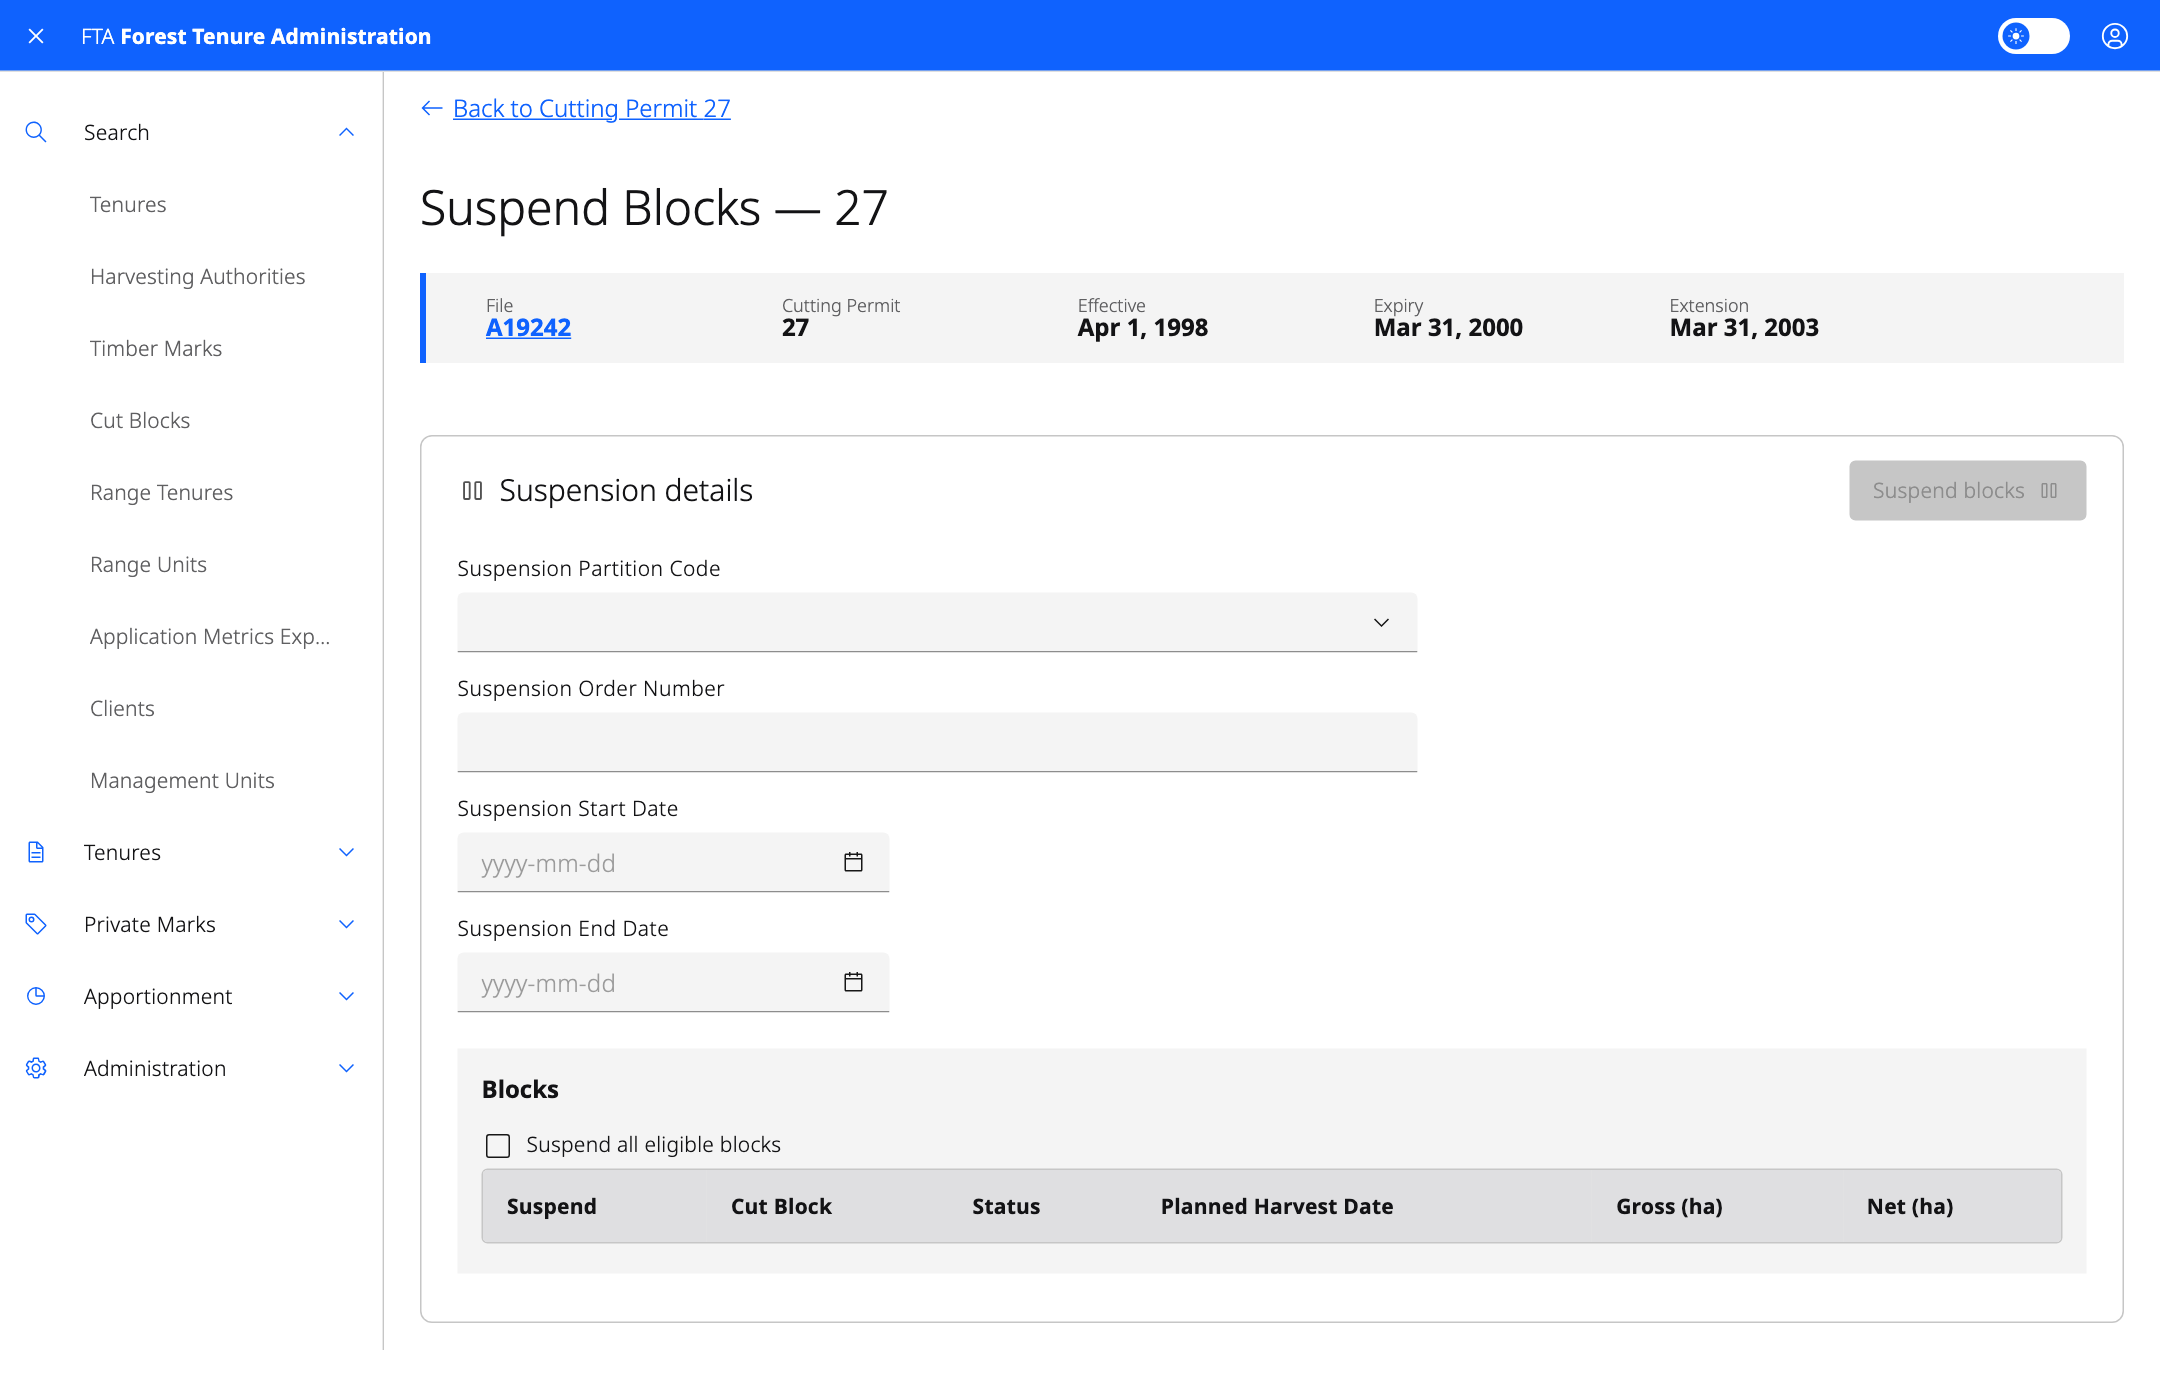 FTA Forest Tenure Administration
Search
Tenures
Harvesting Authorities
Timber Marks
Cut Blocks
Range Tenures
Range Units
Application Metrics Exp...
Clients
Management Units
Tenures
Private Marks
Apportionment
Administration
Back to Cutting Permit 27
Suspend Blocks — 27
File
A19242
Cutting Permit
27
Effective
Apr 1, 1998
Expiry
Mar 31, 2000
Extension
Mar 31, 2003
Suspension details
Suspend blocks
Suspension Partition Code
Suspension Order Number
Suspension Start Date
yyyy-mm-dd
Suspension End Date
yyyy-mm-dd
Blocks
Suspend all eligible blocks
Suspend Cut Block Status Planned Harvest Date Gross (ha) Net (ha)